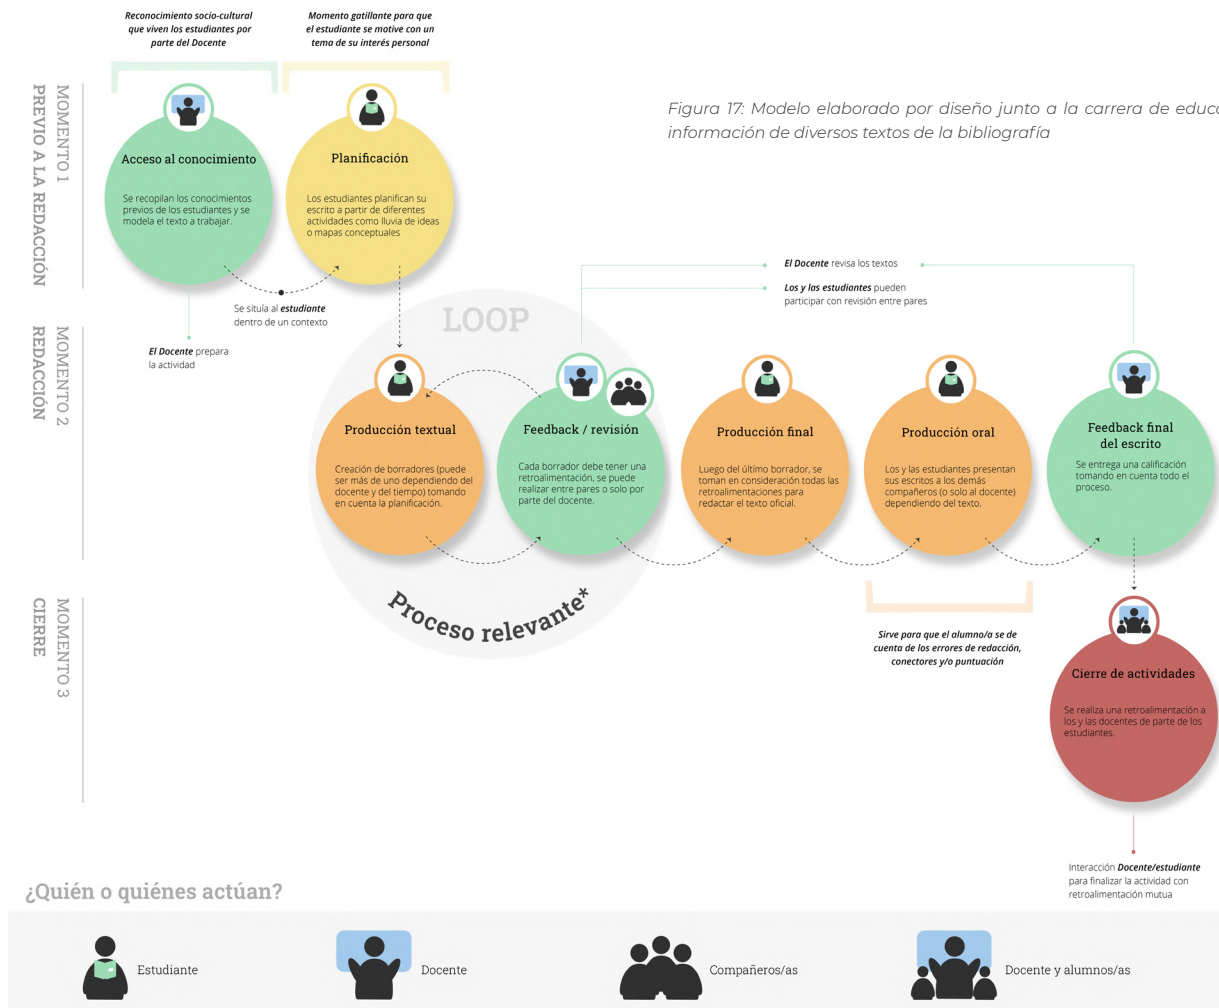 Reconocimiento socio-cultural
que viven los estudiantes por
parte del Docente
Momento gatillante para que
el estudiante se motive con un
tema de su interés personal
Figura 17: Modelo elaborado por diseño junto a la carrera de educ
información de diversos textos de la bibliografía
MOMENTO 1
PREVIO A LA REDACCIÓN
Acceso al conocimiento
Se recopilan los conocimientos
previos de los estudiantes y se
modela el texto a trabajar.
Planificación
Los estudiantes planifican su
escrito a partir de diferentes
actividades como lluvia de ideas
o mapas conceptuales
Se situía al estudiante
dentro de un contexto
El Docente prepara
la actividad
El Docente revisa los textos
Los y las estudiantes pueden
participar con revisión entre pares
MOMENTO 2
REDACCIÓN
LOOP
Producción textual
Creación de borradores (puede
ser más de uno dependiendo del
docente y del tiempo) tomando
en cuenta la planificación.
Feedback / revisión
Cada borrador debe tener una
retroalimentación, se puede
realizar entre pares o solo por
parte del docente.
Proceso relevante*
Producción final
Luego del último borrador, se
toman en consideración todas las
retroalimentaciones para
redactar el texto oficial.
Producción oral
Los y las estudiantes presentan
sus escritos a los demás
compañeros (o solo al docente)
dependiendo del texto.
Feedback final
del escrito
Se entrega una calificación
tomando en cuenta todo el
proceso.
Sirve para que el alumno/a se de
cuenta de los errores de redacción,
conectores y/o puntuación
MOMENTO 3
CIERRE
Cierre de actividades
Se realiza una retroalimentación a
los y las docentes de parte de los
estudiantes.
Interacción Docente/estudiante
para finalizar la actividad con
retroalimentación mutua
¿Quién o quiénes actúan?
Estudiante
Docente
Compañeros/as
Docente y alumnos/as